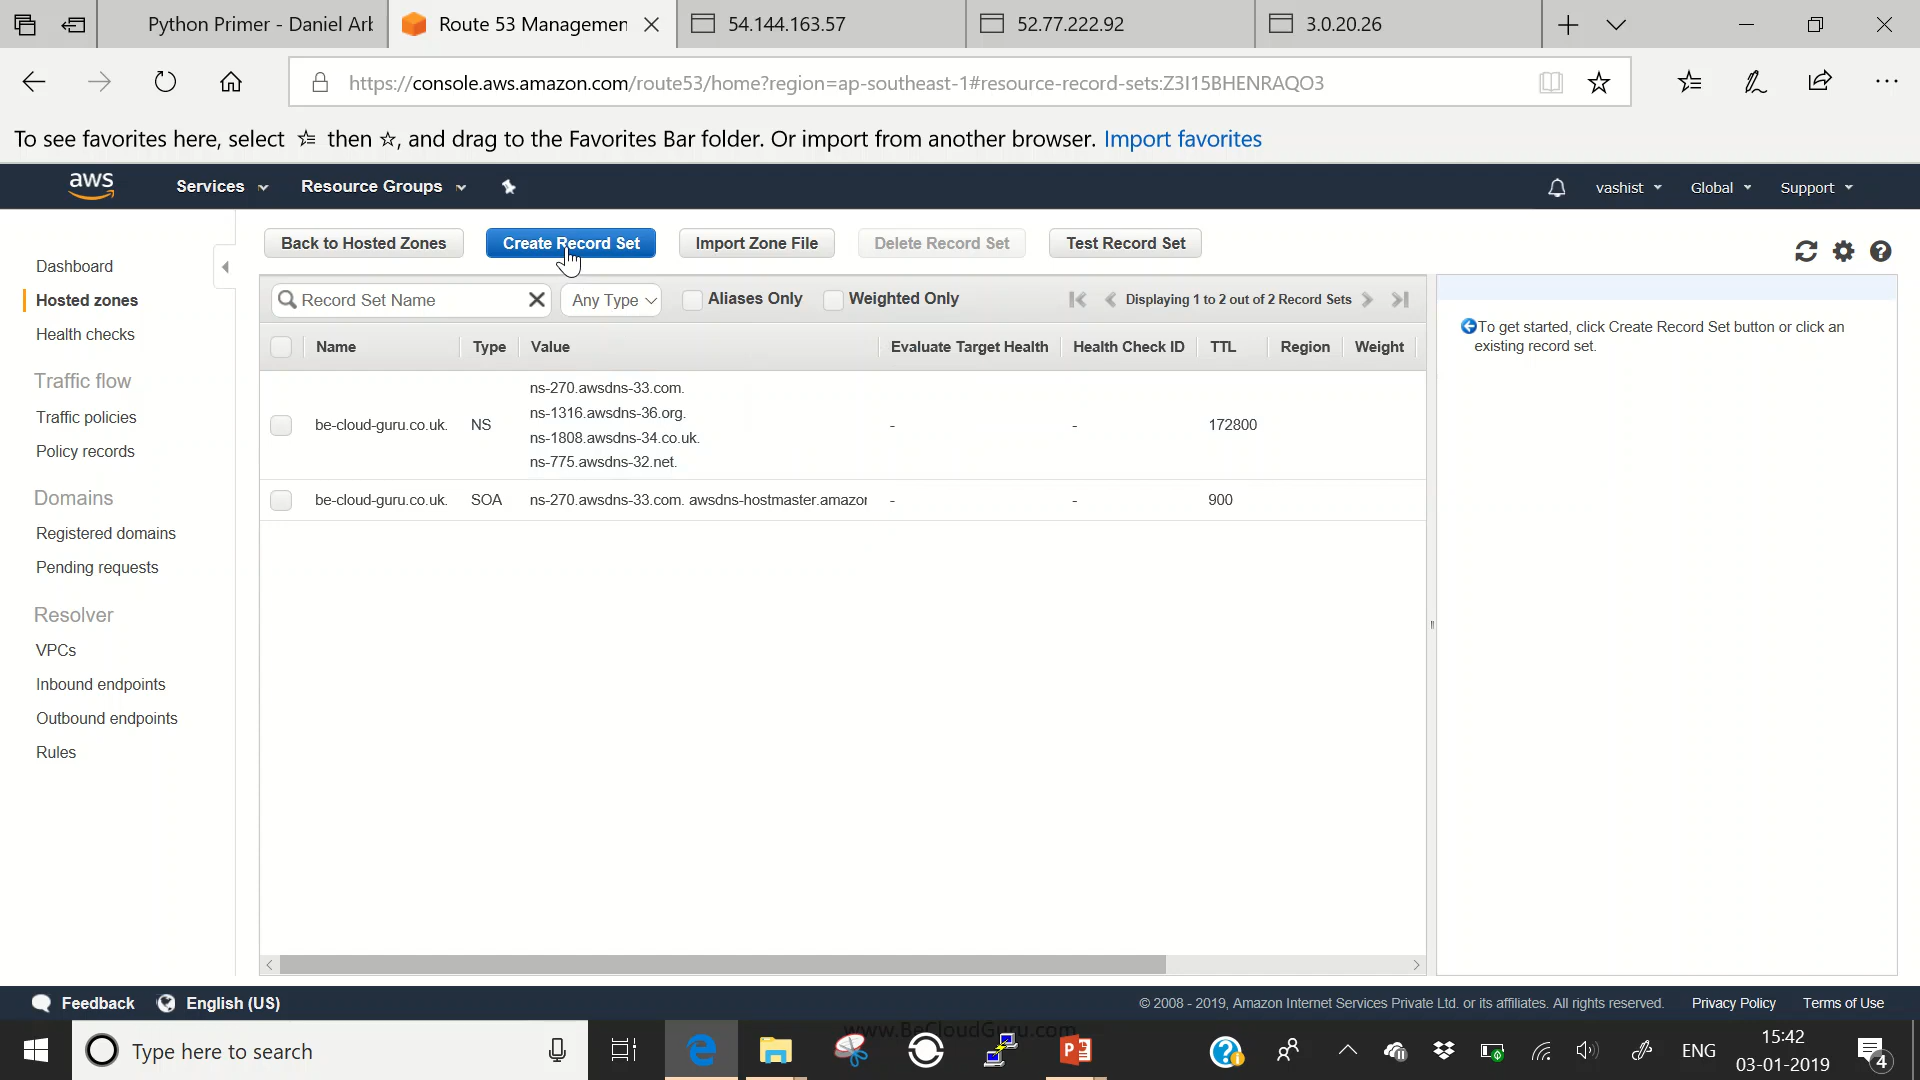 Python Primer - Daniel Arb
Route 53 Managemen
54.144.163.57
52.77.222.92
3.0.20.26
https://console.aws.amazon.com/route53/home?region=ap-southeast-1#resource-record-sets:Z3I15BHENRAQO3
To see favorites here, select then ☆, and drag to the Favorites Bar folder. Or import from another browser. Import favorites
aws
Services
Resource Groups
vashist
Global
Support
Back to Hosted Zones
Create Record Set
Import Zone File
Delete Record Set
Test Record Set
Dashboard
Hosted zones
Health checks
Traffic flow
Traffic policies
Policy records
Domains
Registered domains
Pending requests
Resolver
VPCs
Inbound endpoints
Outbound endpoints
Rules
Record Set Name
Any Type
Aliases Only
Weighted Only
Displaying 1 to 2 out of 2 Record Sets
Name Type Value Evaluate Target Health Health Check ID TTL Region Weight
ns-270.awsdns-33.com.
ns-1316.awsdns-36.org.
be-cloud-guru.co.uk. NS - - 172800
ns-1808.awsdns-34.co.uk.
ns-775.awsdns-32.net.
be-cloud-guru.co.uk. SOA ns-270.awsdns-33.com. awsdns-hostmaster.amazor - - 900
To get started, click Create Record Set button or click an
existing record set.
Feedback
English (US)
© 2008 - 2019, Amazon Internet Services Private Ltd. or its affiliates. All rights reserved.
Privacy Policy
Terms of Use
www.BeCloudGuru.com
Type here to search
ENG
15:42
03-01-2019
4